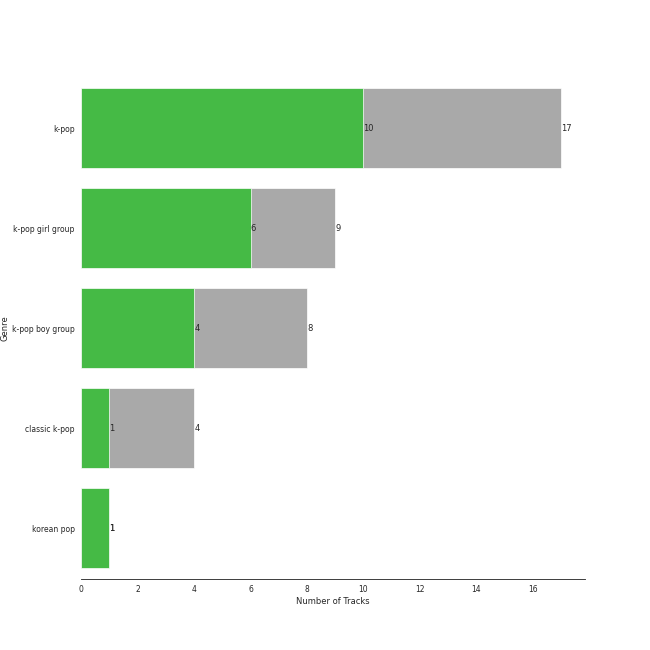 k-pop 10 17
k-pop girl group 6 9
k-pop boy group 4 8
classic k-pop 1 4
korean pop 1
Genre
0 2 4 6 8 10 12 14 16
Number of Tracks